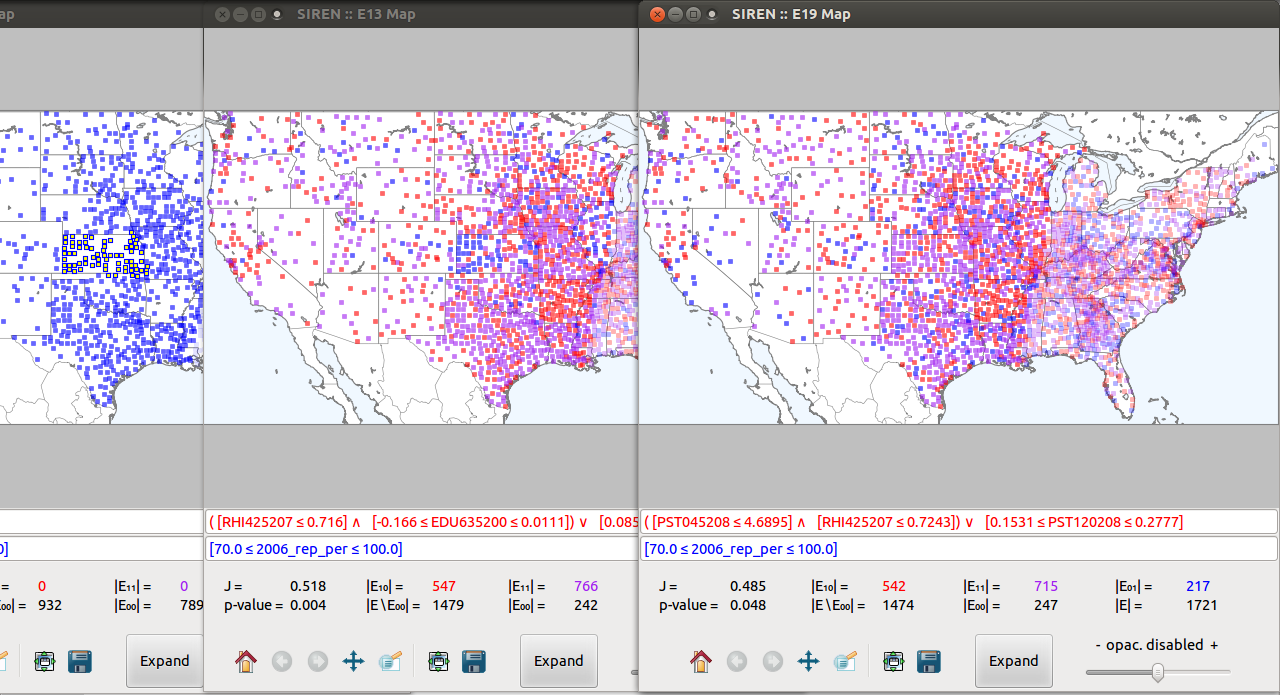 ap
SIREN :: E13 Map
SIREN :: E19 Map
( [RHI425207 ≤ 0.716] ∧ [-0.166 ≤ EDU635200 ≤ 0.0111]) ∨ [0.085
( [PST045208 ≤ 4.6895] ∧ [RHI425207 ≤ 0.7243]) ∨ [0.1531 ≤ PST120208 ≤ 0.2777]
0]
[70.0 ≤ 2006_rep_per ≤ 100.0]
[70.0 ≤ 2006_rep_per ≤ 100.0]
= 0 |E₁₁| = 0
E₀₀| = 932 |E₀₀| = 789
J = 0.518 |E₁₀| = 547 |E₁₁| = 766
p-value = 0.004 |E\E₀₀| = 1479 |E₀₀| = 242
J = 0.485 |E₁₀| = 542 |E₁₁| = 715 |E₀₁| = 217
p-value = 0.048 |E\E₀₀| = 1474 |E₀₀| = 247 |E| = 1721
Expand
Expand
Expand
- opac. disabled +